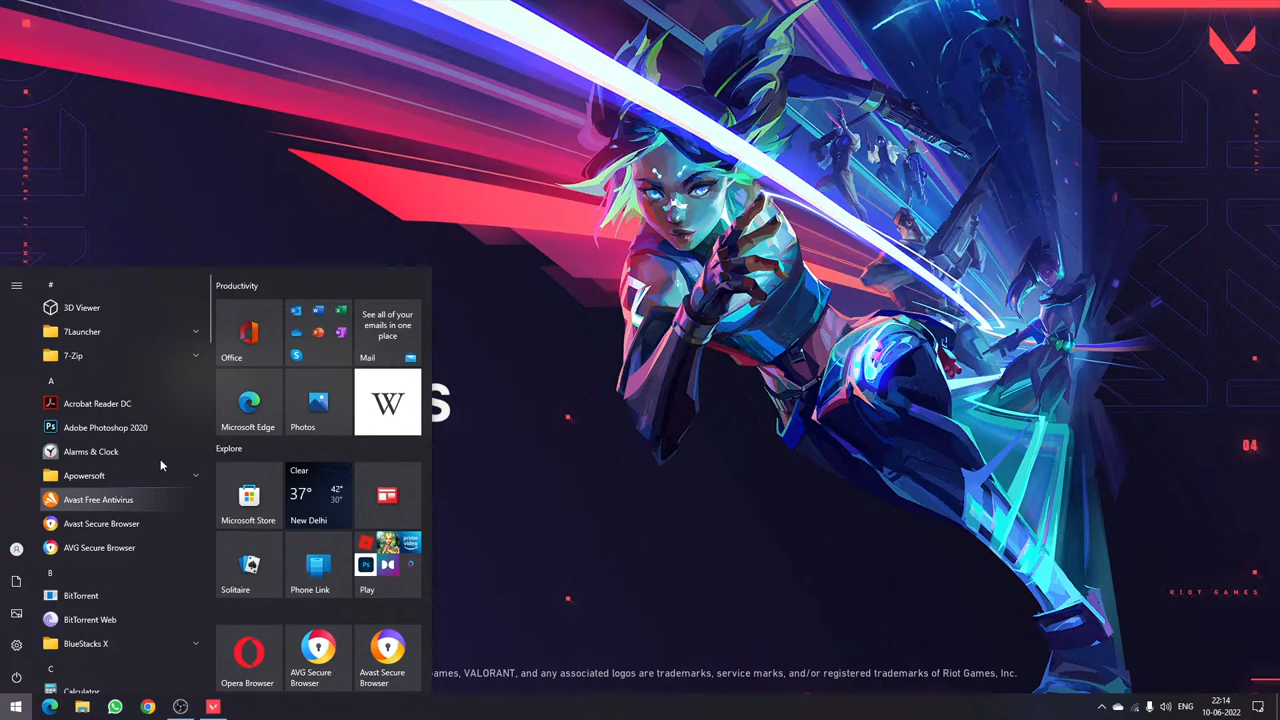 #
3D Viewer
7Launcher
7-Zip
A
Acrobat Reader DC
Adobe Photoshop 2020
Alarms & Clock
Apowersoft
Avast Free Antivirus
Avast Secure Browser
AVG Secure Browser
B
BitTorrent
BitTorrent Web
BlueStacks X
C
Calculator
Productivity
Office
See all of your
emails in one
place
Mail
Microsoft Edge
Photos
W
Explore
Microsoft Store
Clear
37°
42°
30°
New Delhi
Solitaire
Phone Link
prime video
Ps
Play
Opera Browser
AVG Secure
Browser
Avast Secure
Browser
S
04
RIOT GAMES
ames, VALORANT, and any associated logos are trademarks, service marks, and/or registered trademarks of Riot Games, Inc.
ENG
22:14
10-06-2022